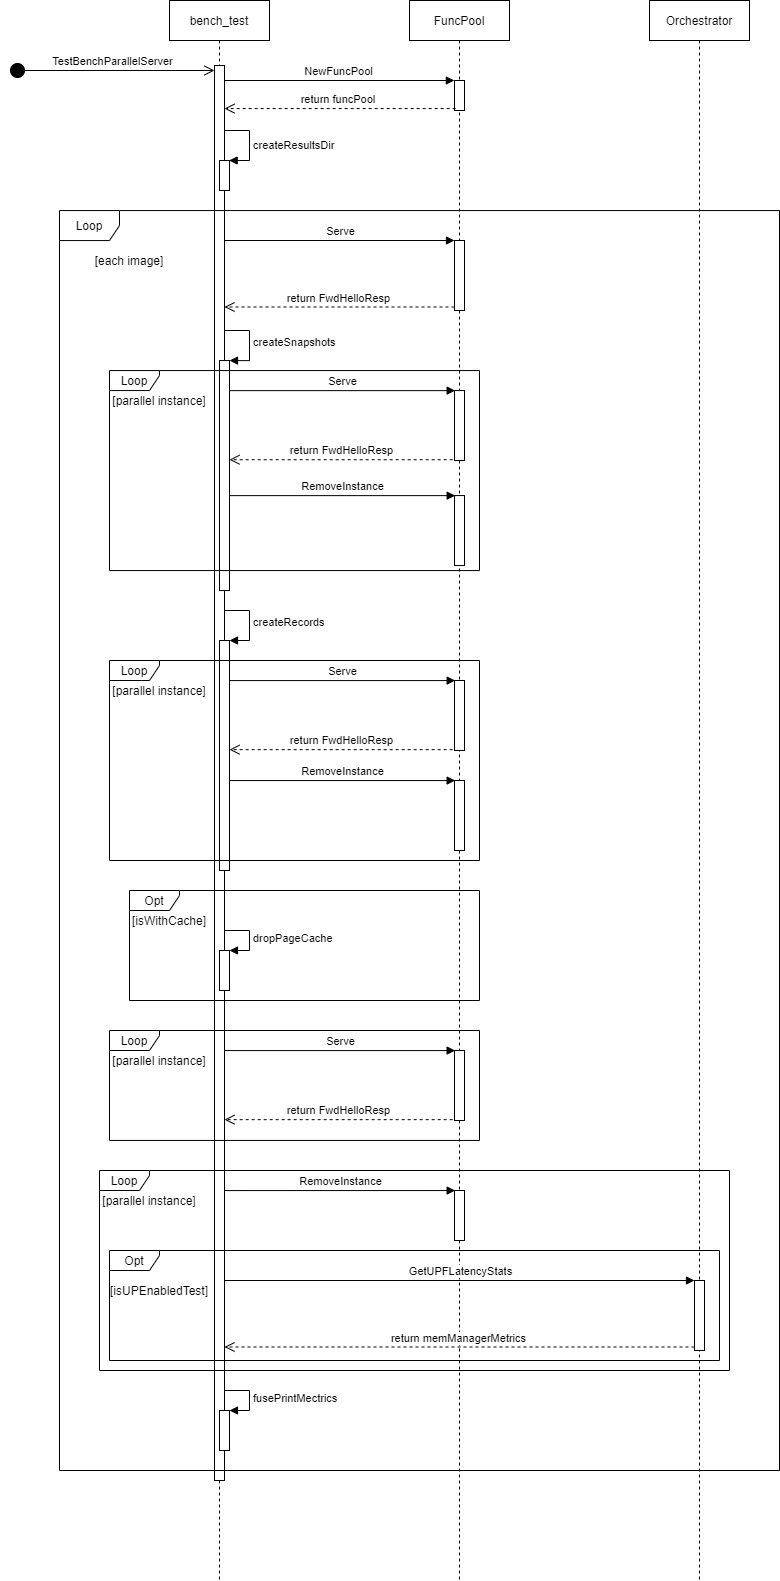 bench_test
FuncPool
Orchestrator
TestBenchParallelServer
NewFuncPool
return funcPool
createResultsDir
Loop
Serve
[each image]
return FwdHelloResp
createSnapshots
Loop
Serve
[parallel instance]
return FwdHelloResp
RemoveInstance
createRecords
Loop
Serve
[parallel instance]
return FwdHelloResp
RemoveInstance
Opt
[isWithCache]
dropPageCache
Loop
Serve
[parallel instance]
return FwdHelloResp
Loop
RemoveInstance
[parallel instance]
Opt
GetUPFLatencyStats
[isUPEnabledTest]
return memManagerMetrics
fusePrintMectrics